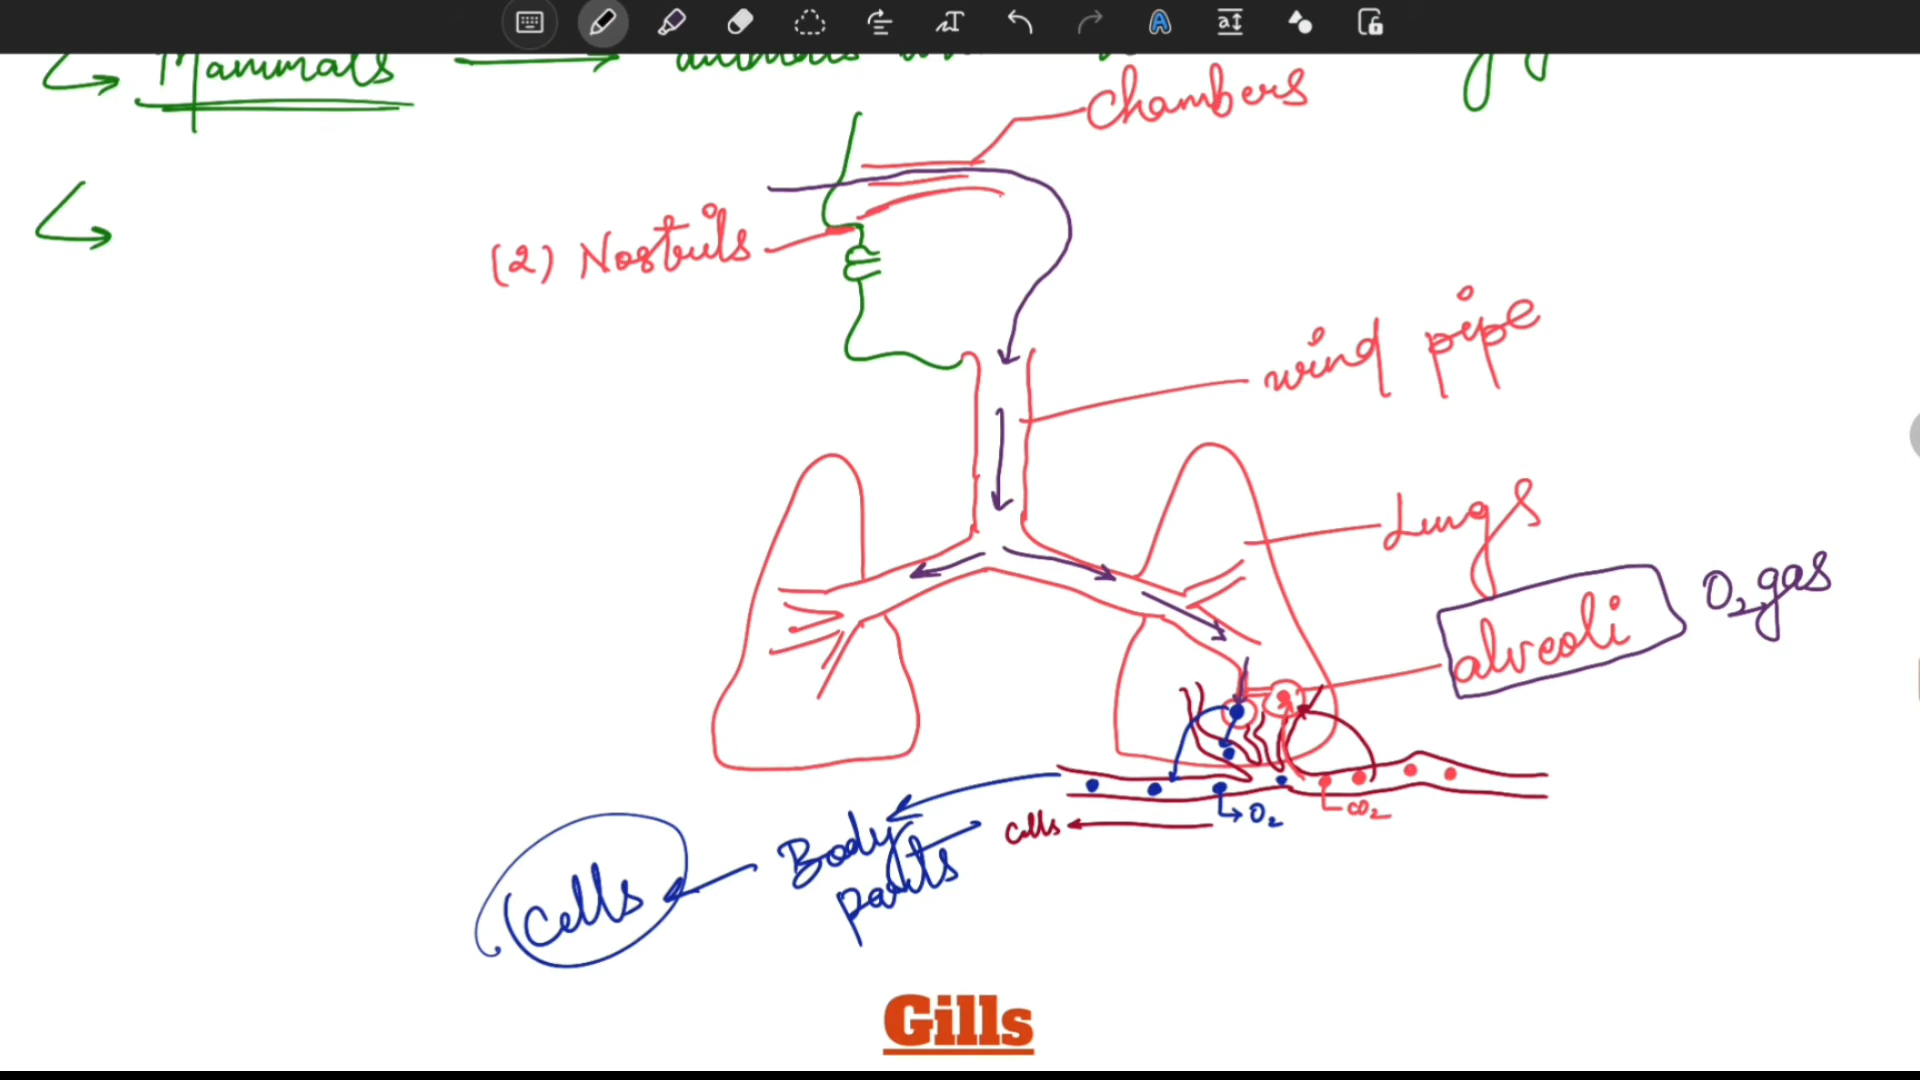 Mammals
Chambers
(2) Nostrils
wind pipe
Lungs
alveoli
O2 gas
O2
CO2
Cells
Body
parts
Cells
Gills